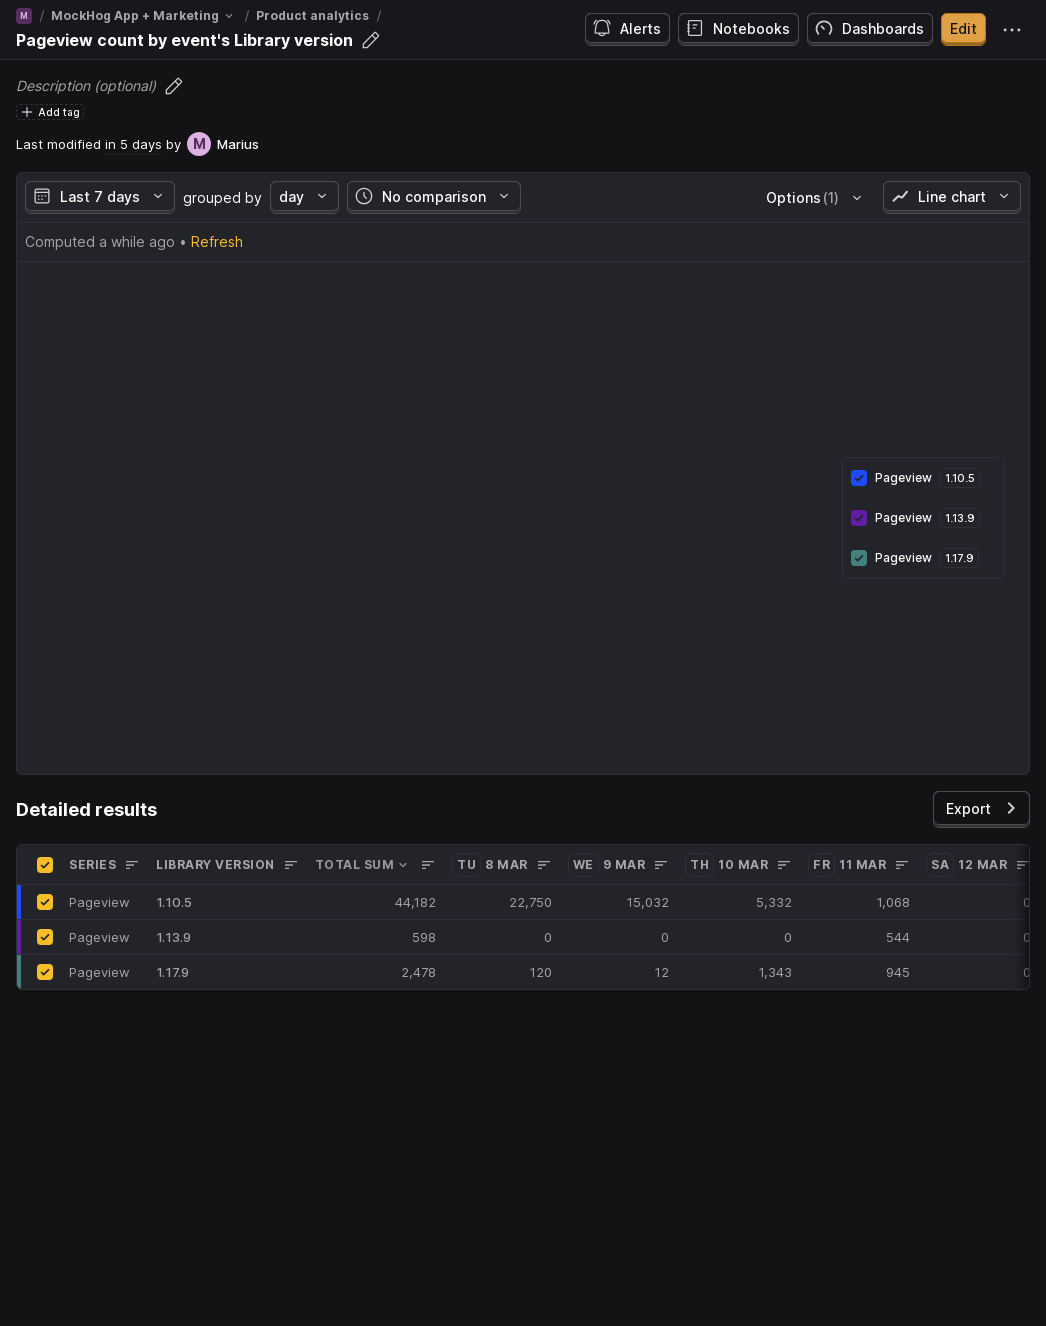 M / MockHog App + Marketing / Product analytics /
Pageview count by event's Library version
Alerts Notebooks Dashboards Edit
Description (optional)
Add tag
Last modified in 5 days by M Marius
Last 7 days grouped by day No comparison Options (1) Line chart
Computed a while ago • Refresh
Pageview 1.10.5
Pageview 1.13.9
Pageview 1.17.9
Detailed results Export
SERIES LIBRARY VERSION TOTAL SUM TU 8 MAR WE 9 MAR TH 10 MAR FR 11 MAR SA 12 MAR
Pageview 1.10.5 44,182 22,750 15,032 5,332 1,068 0
Pageview 1.13.9 598 0 0 0 544 0
Pageview 1.17.9 2,478 120 12 1,343 945 0